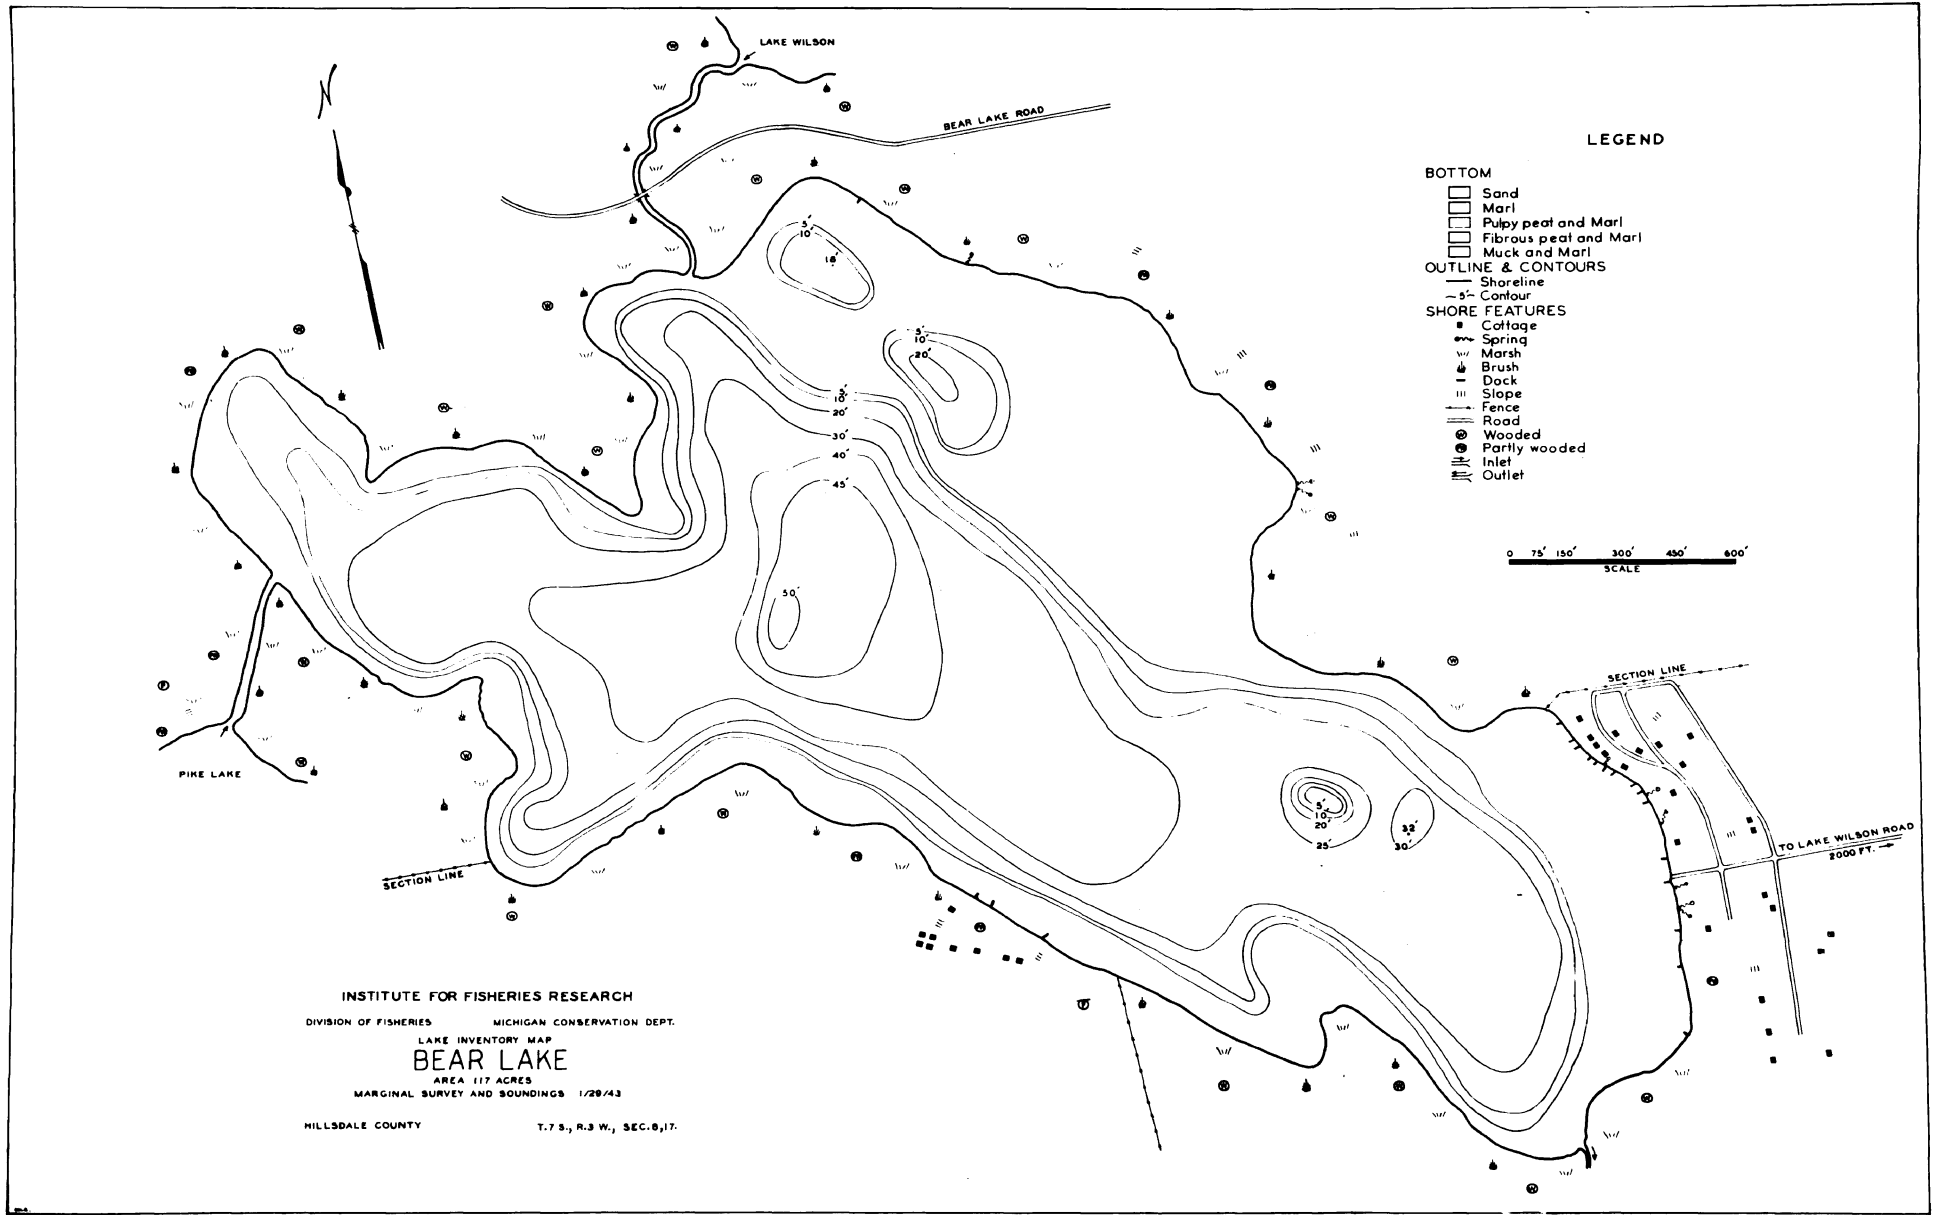 LAKE WILSON
N
BEAR LAKE ROAD
LEGEND
BOTTOM
Sand
Marl
Pulpy peat and Marl
Fibrous peat and Marl
Muck and Marl
OUTLINE & CONTOURS
Shoreline
5' Contour
SHORE FEATURES
Cottage
Spring
Marsh
Brush
Dock
Slope
Fence
Road
W Wooded
Partly wooded
Inlet
Outlet
0 75' 150' 300' 450' 600'
SCALE
5'
10'
18'
5'
10'
20'
5'
10'
20'
30'
40'
45'
50'
5'
10'
20'
25'
32'
30'
SECTION LINE
TO LAKE WILSON ROAD
2000 FT.
PIKE LAKE
SECTION LINE
INSTITUTE FOR FISHERIES RESEARCH
DIVISION OF FISHERIES MICHIGAN CONSERVATION DEPT.
LAKE INVENTORY MAP
BEAR LAKE
AREA 117 ACRES
MARGINAL SURVEY AND SOUNDINGS 1/29/43
HILLSDALE COUNTY T.7 S., R.3 W., SEC.8,17.